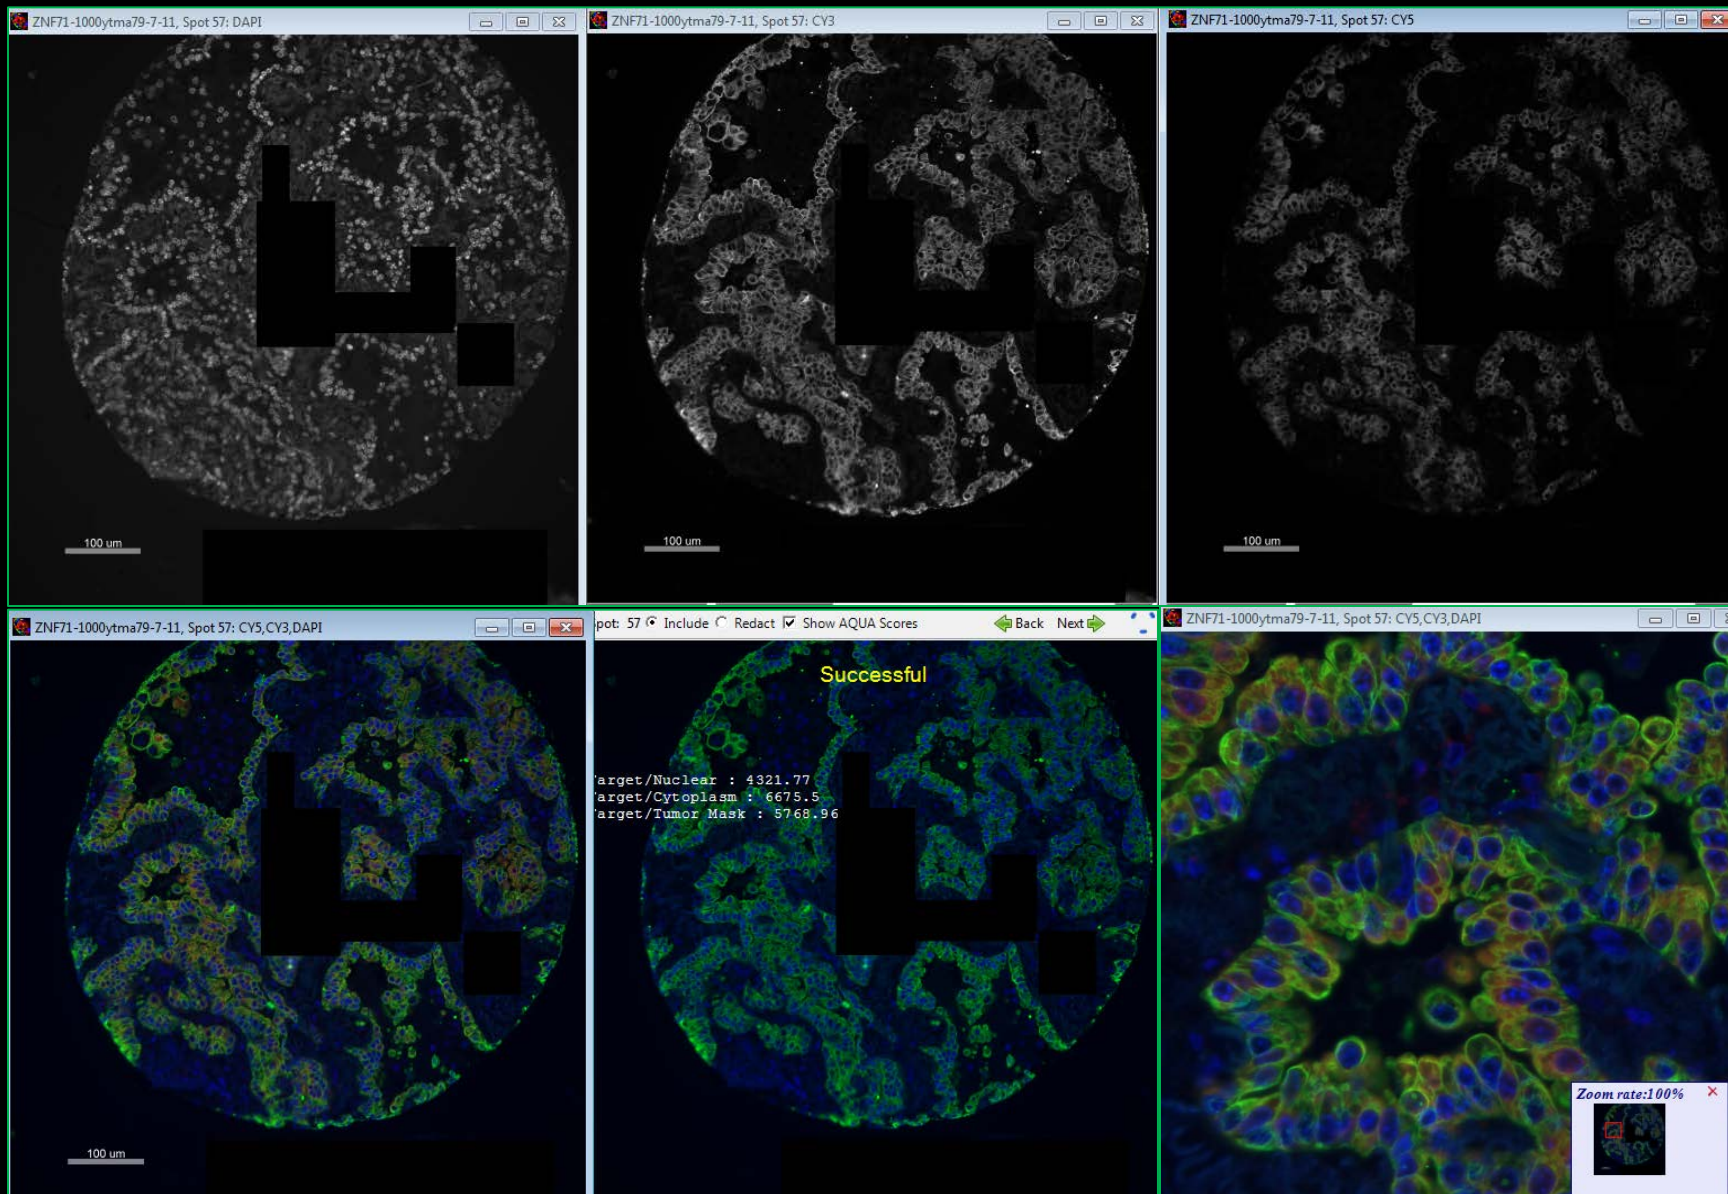 ZNF71-1000ytma79-7-11, Spot 57: DAPI
ZNF71-1000ytma79-7-11, Spot 57: CY3
ZNF71-1000ytma79-7-11, Spot 57: CY5
100 um
100 um
100 um
ZNF71-1000ytma79-7-11, Spot 57: CY5,CY3,DAPI
pot: 57 Include Redact Show AQUA Scores Back Next
ZNF71-1000ytma79-7-11, Spot 57: CY5,CY3,DAPI
Successful
arget/Nuclear : 4321.77
arget/Cytoplasm : 6675.5
arget/Tumor Mask : 5768.96
100 um
Zoom rate:100%